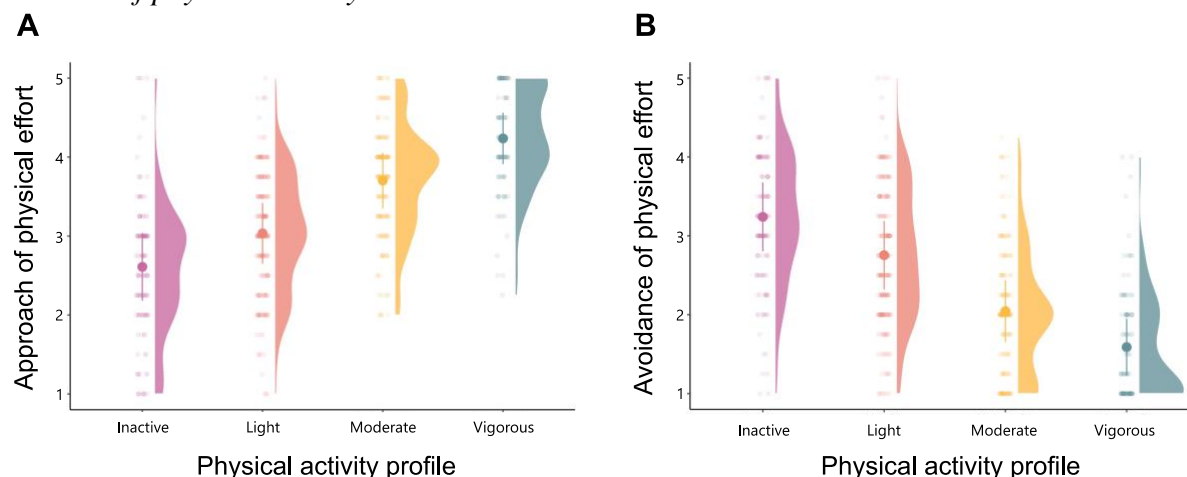 A
B
Approach of physical effort
5
4
3
2
1
Inactive Light Moderate Vigorous
Physical activity profile
Avoidance of physical effort
5
4
3
2
1
Inactive Light Moderate Vigorous
Physical activity profile